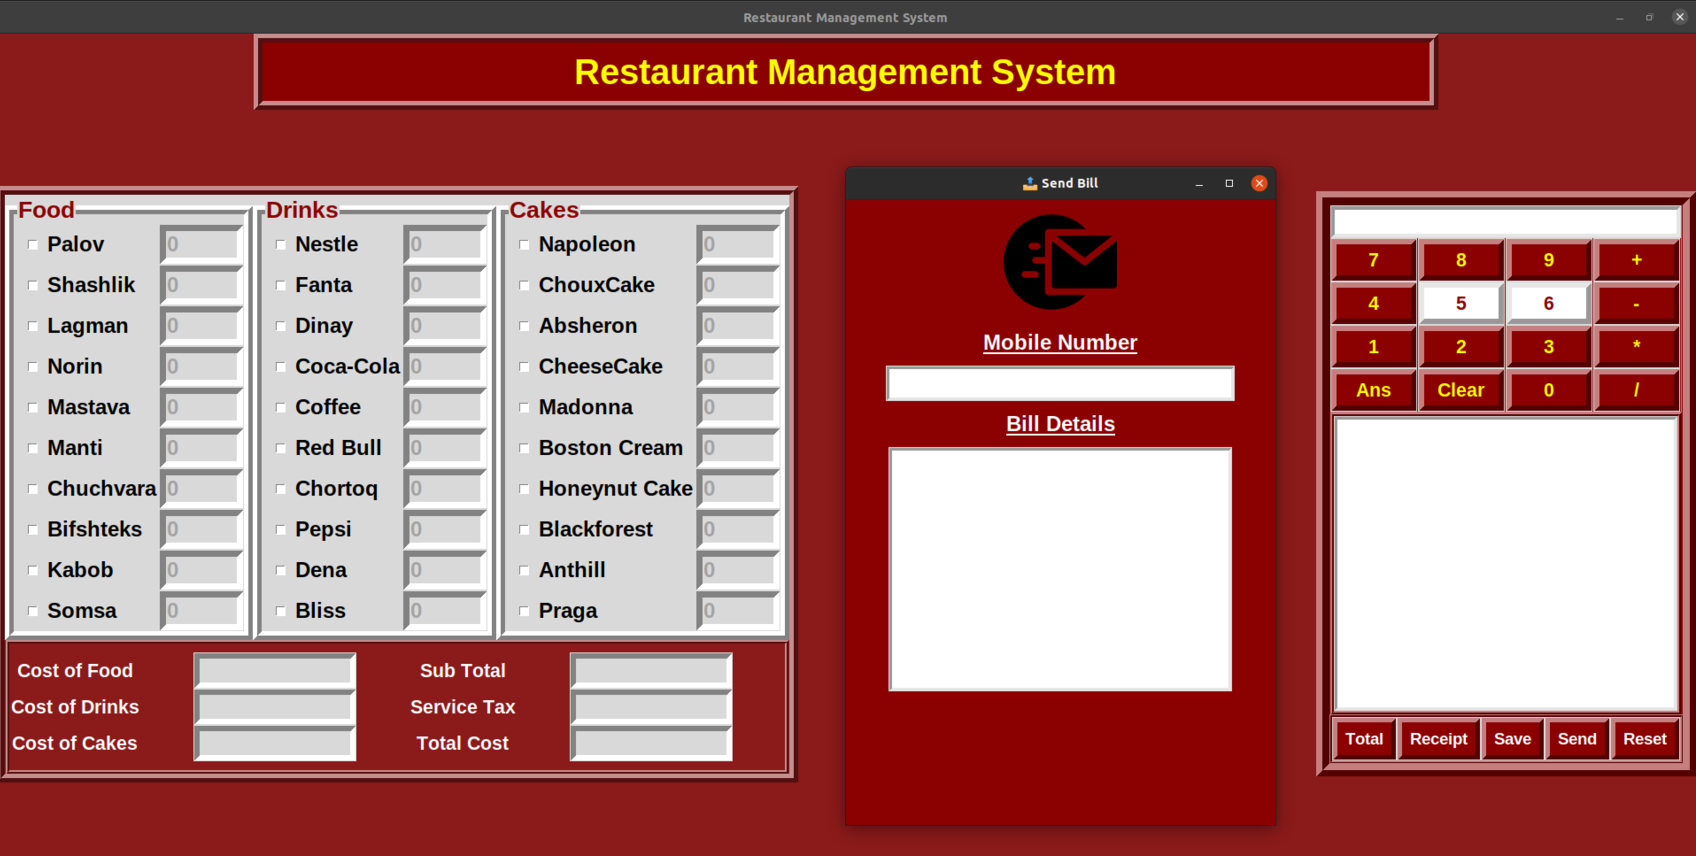 Restaurant Management System
Restaurant Management System
Food
Palov 0
Shashlik 0
Lagman 0
Norin 0
Mastava 0
Manti 0
Chuchvara 0
Bifshteks 0
Kabob 0
Somsa 0
Drinks
Nestle 0
Fanta 0
Dinay 0
Coca-Cola 0
Coffee 0
Red Bull 0
Chortoq 0
Pepsi 0
Dena 0
Bliss 0
Cakes
Napoleon 0
ChouxCake 0
Absheron 0
CheeseCake 0
Madonna 0
Boston Cream 0
Honeynut Cake 0
Blackforest 0
Anthill 0
Praga 0
Cost of Food
Cost of Drinks
Cost of Cakes
Sub Total
Service Tax
Total Cost
Send Bill
Mobile Number
Bill Details
7 8 9 +
4 5 6 -
1 2 3 *
Ans Clear 0 /
Total Receipt Save Send Reset